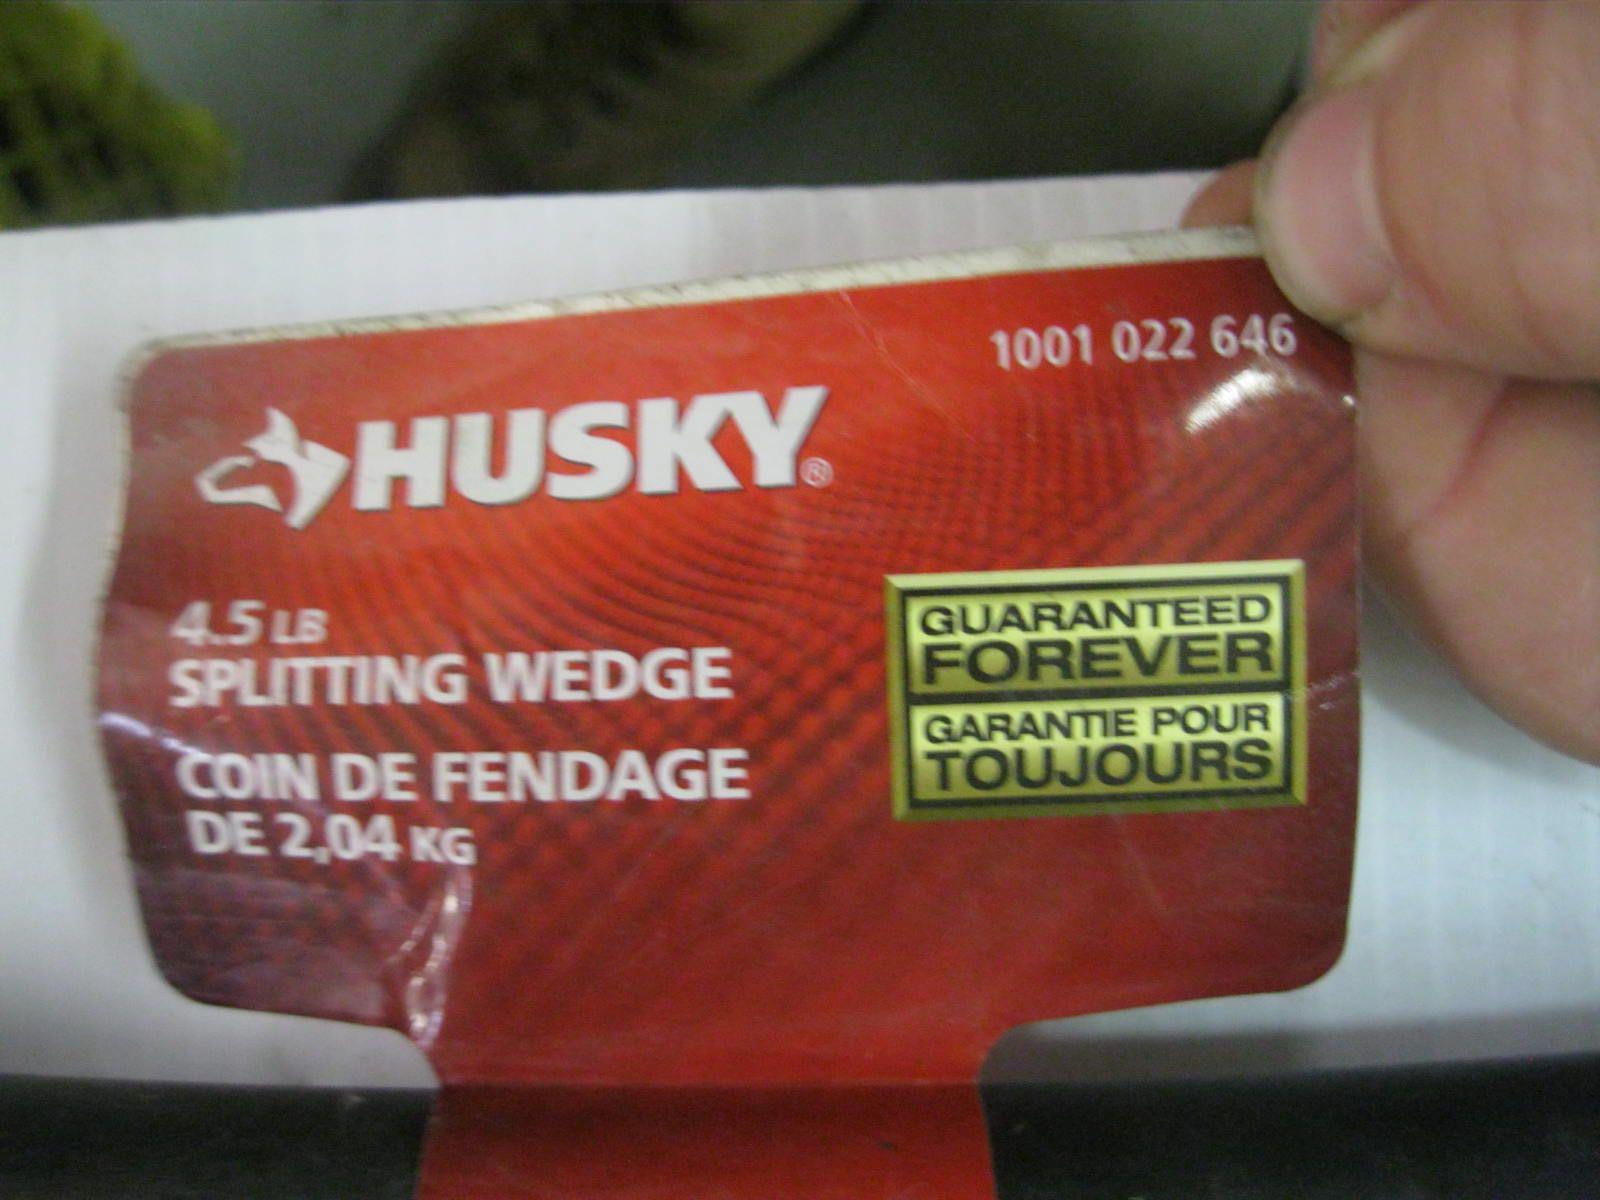 1001 022 646
HUSKY®
4.5 LB
SPLITTING WEDGE
COIN DE FENDAGE
DE 2,04 KG
GUARANTEED
FOREVER
GARANTIE POUR
TOUJOURS